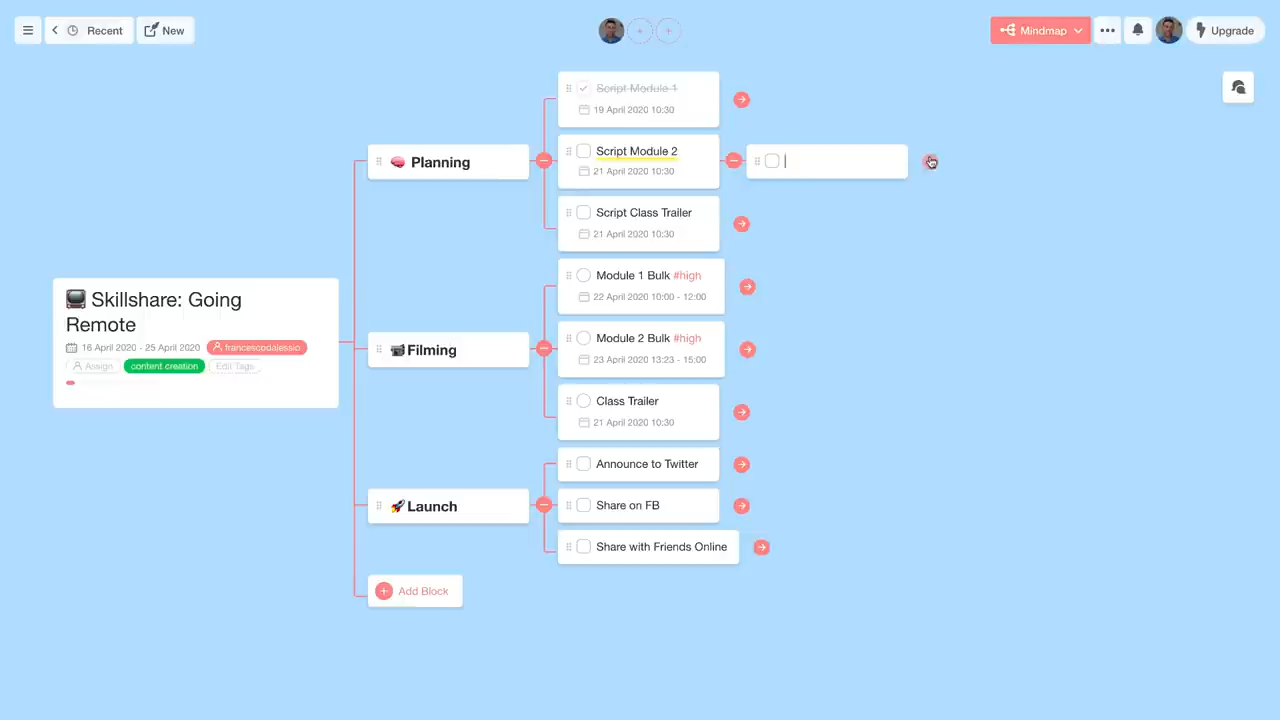 Recent
New
Mindmap
Upgrade
Script Module 1
19 April 2020 10:30
Planning
Script Module 2
21 April 2020 10:30
Script Class Trailer
21 April 2020 10:30
Module 1 Bulk #high
22 April 2020 10:00 - 12:00
Skillshare: Going
Remote
16 April 2020 - 25 April 2020
francescodalessio
Assign
content creation
Edit Tags
Filming
Module 2 Bulk #high
23 April 2020 13:23 - 15:00
Class Trailer
21 April 2020 10:30
Announce to Twitter
Launch
Share on FB
Share with Friends Online
Add Block